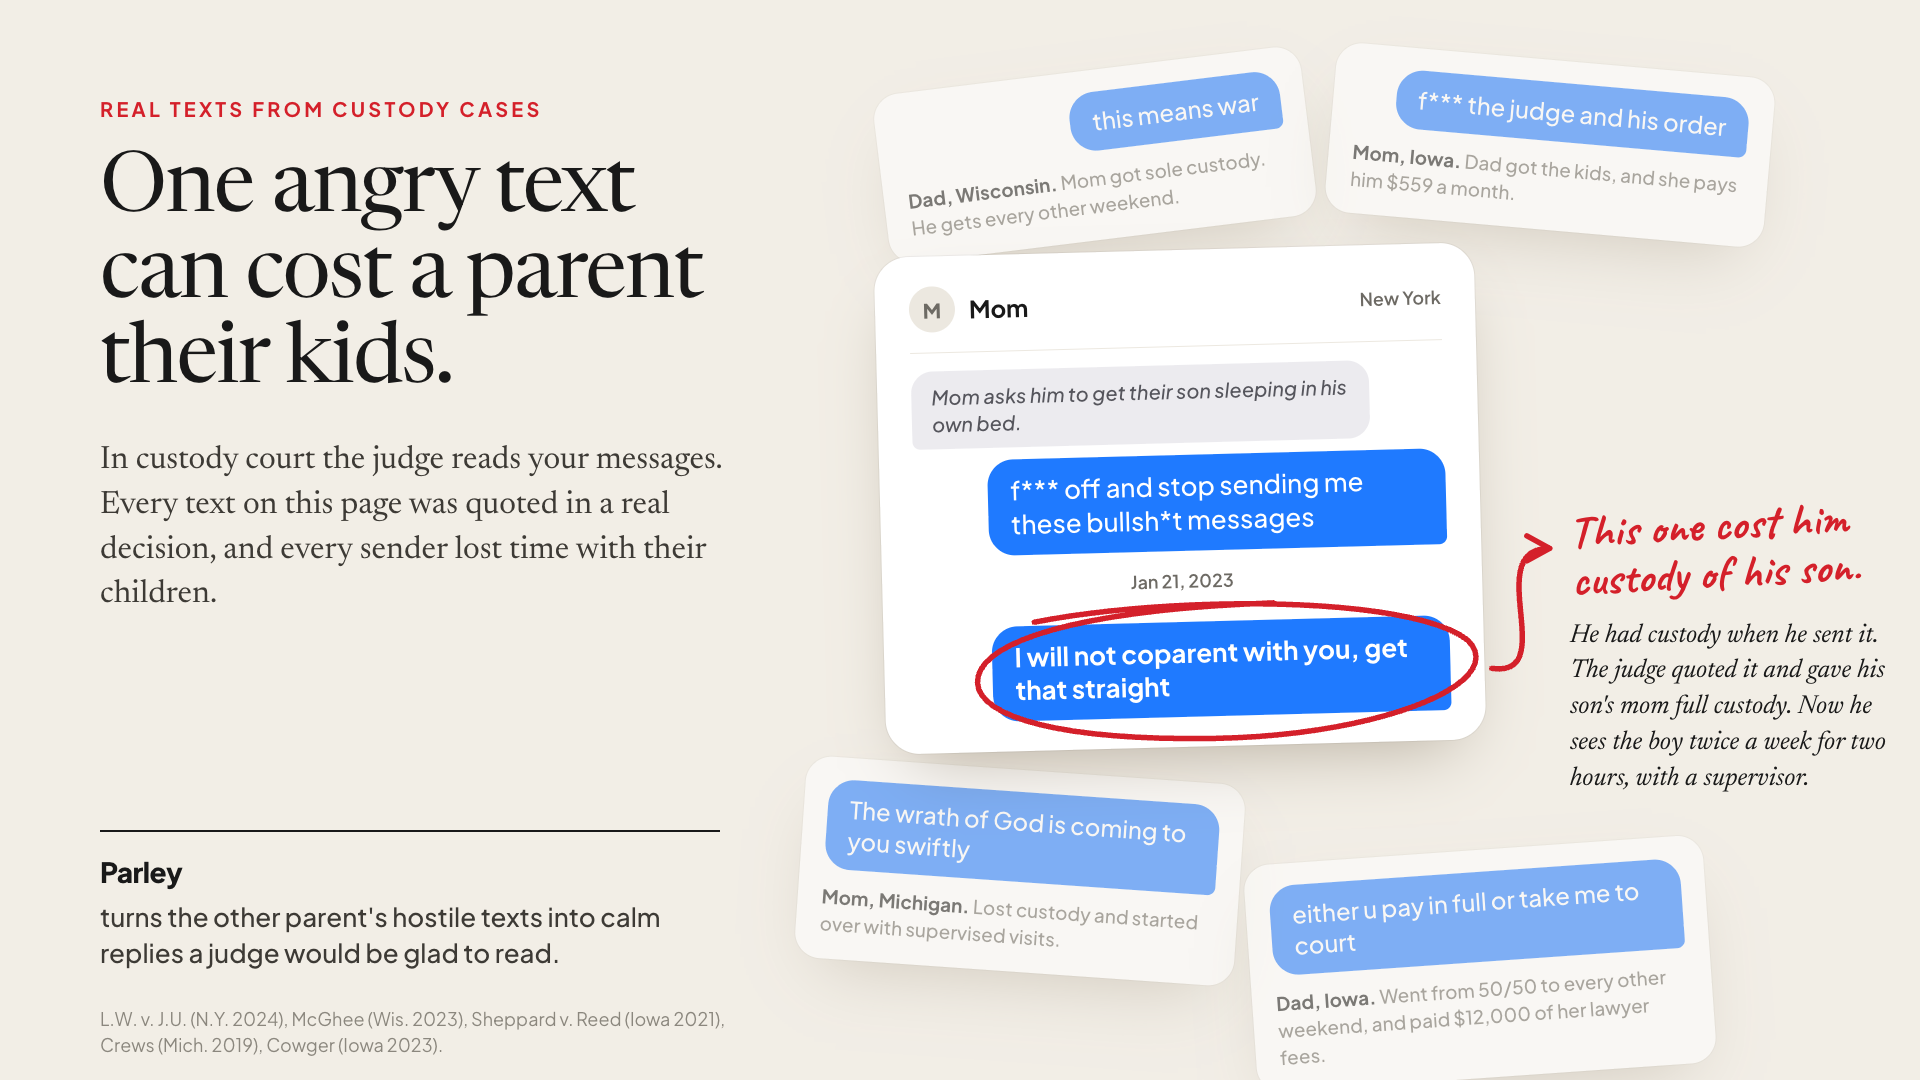 REAL TEXTS FROM CUSTODY CASES
One angry text
can cost a parent
their kids.
In custody court the judge reads your messages.
Every text on this page was quoted in a real
decision, and every sender lost time with their
children.
Parley
turns the other parent's hostile texts into calm
replies a judge would be glad to read.
L.W. v. J.U. (N.Y. 2024), McGhee (Wis. 2023), Sheppard v. Reed (Iowa 2021),
Crews (Mich. 2019), Cowger (Iowa 2023).
this means war
Dad, Wisconsin. Mom got sole custody.
He gets every other weekend.
f*** the judge and his order
Mom, Iowa. Dad got the kids, and she pays
him $559 a month.
M
Mom
New York
Mom asks him to get their son sleeping in his
own bed.
f*** off and stop sending me
these bullsh*t messages
Jan 21, 2023
I will not coparent with you, get
that straight
This one cost him
custody of his son.
He had custody when he sent it.
The judge quoted it and gave his
son's mom full custody. Now he
sees the boy twice a week for two
hours, with a supervisor.
The wrath of God is coming to
you swiftly
Mom, Michigan. Lost custody and started
over with supervised visits.
either u pay in full or take me to
court
Dad, Iowa. Went from 50/50 to every other
weekend, and paid $12,000 of her lawyer
fees.